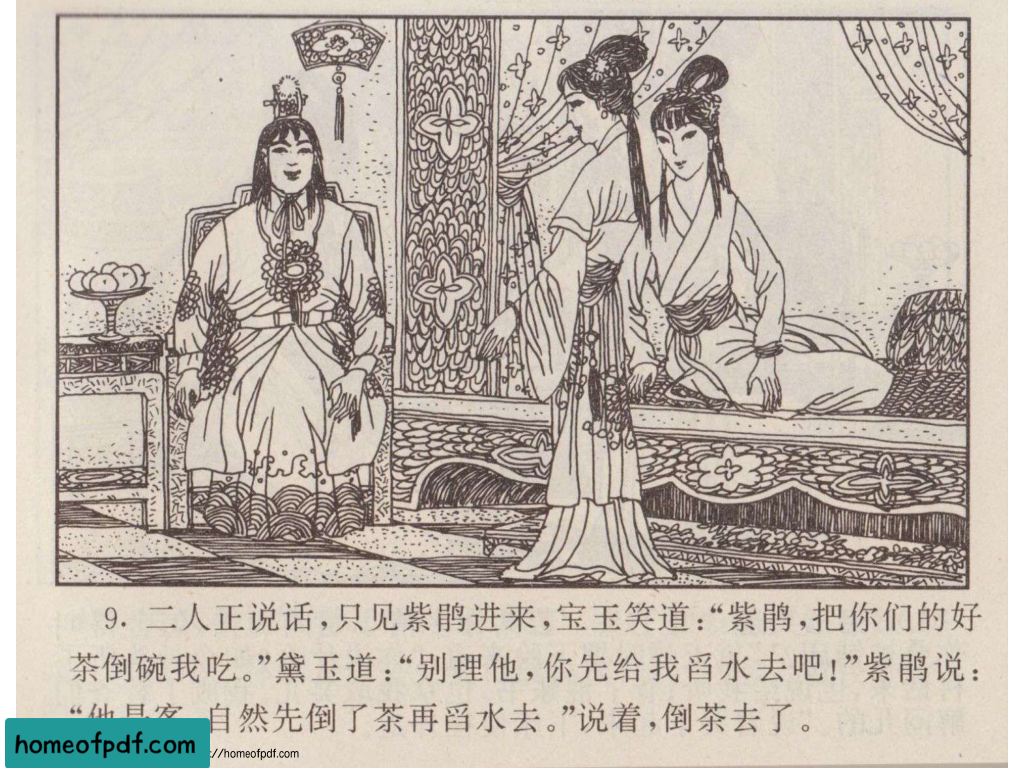 9. 二人正说话，只见紫鹃进来，宝玉笑道：“紫鹃，把你们的好
茶倒碗我吃。”黛玉道：“别理他，你先给我舀水去吧！”紫鹃说：
“他是客，自然先倒了茶再舀水去。”说着，倒茶去了。
homeofpdf.com
://homeofpdf.com